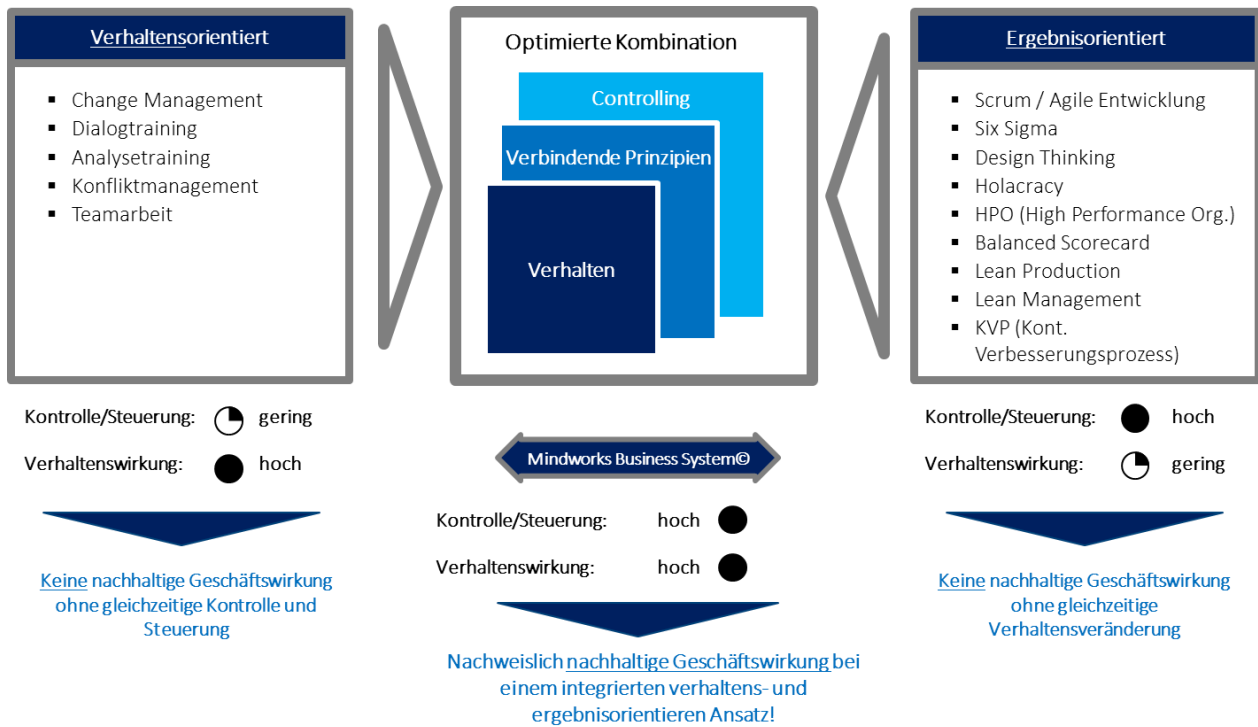 Verhaltensorientiert
▪ Change Management
▪ Dialogtraining
▪ Analysetraining
▪ Konfliktmanagement
▪ Teamarbeit
Kontrolle/Steuerung: gering
Verhaltenswirkung: hoch
Keine nachhaltige Geschäftswirkung
ohne gleichzeitige Kontrolle und
Steuerung
Optimierte Kombination
Controlling
Verbindende Prinzipien
Verhalten
Mindworks Business System©
Kontrolle/Steuerung: hoch
Verhaltenswirkung: hoch
Nachweislich nachhaltige Geschäftswirkung bei
einem integrierten verhaltens- und
ergebnisorientieren Ansatz!
Ergebnisorientiert
▪ Scrum / Agile Entwicklung
▪ Six Sigma
▪ Design Thinking
▪ Holacracy
▪ HPO (High Performance Org.)
▪ Balanced Scorecard
▪ Lean Production
▪ Lean Management
▪ KVP (Kont.
Verbesserungsprozess)
Kontrolle/Steuerung: hoch
Verhaltenswirkung: gering
Keine nachhaltige Geschäftswirkung
ohne gleichzeitige
Verhaltensveränderung